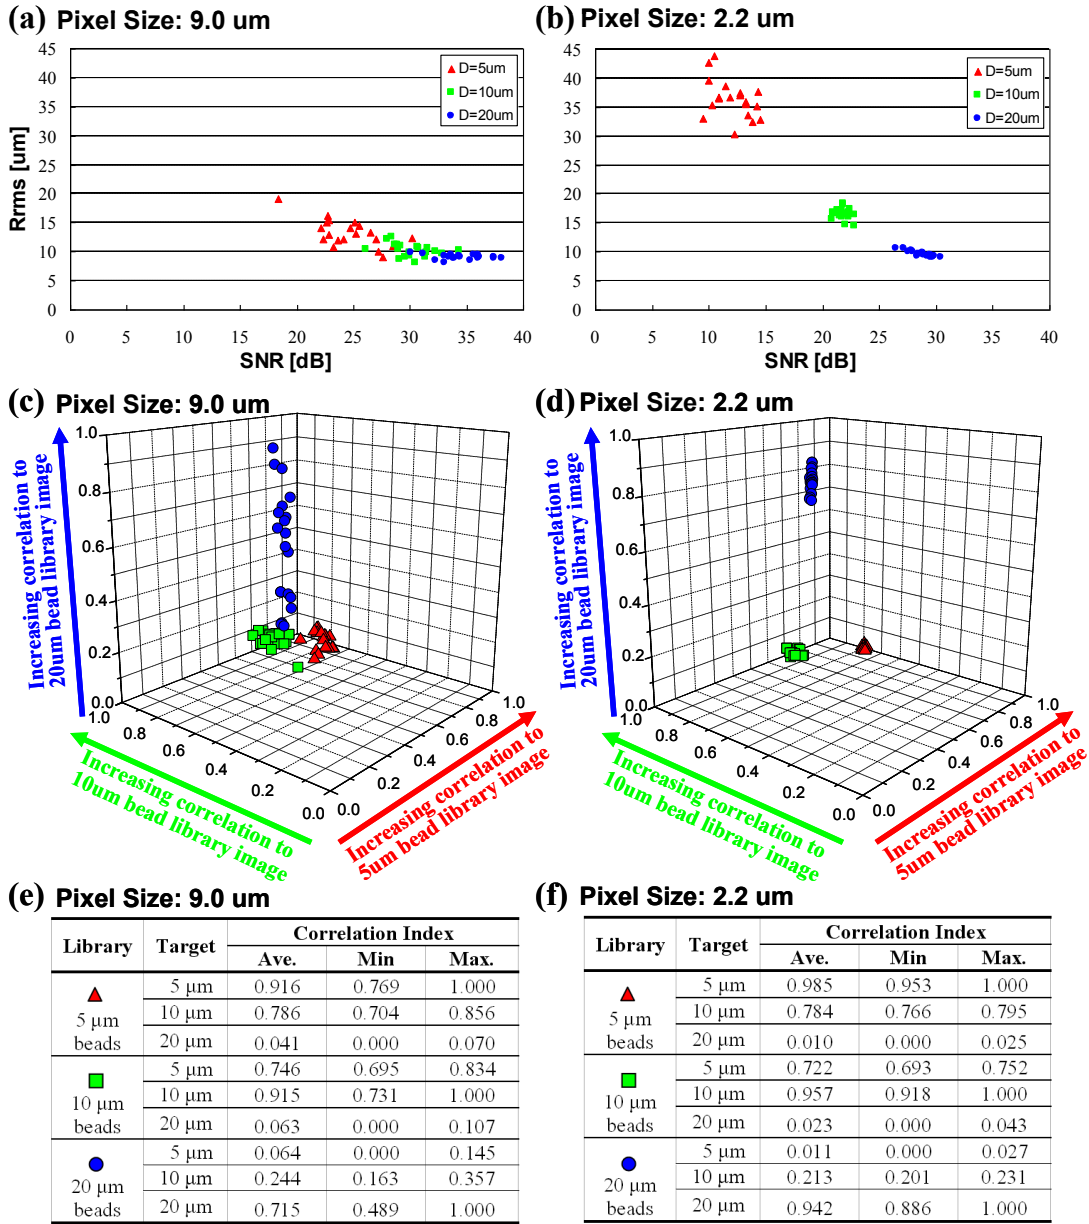 (a) Pixel Size: 9.0 um
45
40
35
30
25
20
15
10
5
0
Rrms [um]
D=5um
D=10um
D=20um
0 5 10 15 20 25 30 35 40
SNR [dB]
(b) Pixel Size: 2.2 um
45
40
35
30
25
20
15
10
5
0
D=5um
D=10um
D=20um
0 5 10 15 20 25 30 35 40
SNR [dB]
(c) Pixel Size: 9.0 um
Increasing correlation to
20um bead library image
1.0
0.8
0.6
0.4
0.2
0.0
1.0
0.8
0.6
0.4
0.2
0.0
0.0
0.2
0.4
0.6
0.8
1.0
Increasing correlation to
10um bead library image
Increasing correlation to
5um bead library image
(d) Pixel Size: 2.2 um
Increasing correlation to
20um bead library image
1.0
0.8
0.6
0.4
0.2
0.0
1.0
0.8
0.6
0.4
0.2
0.0
0.0
0.2
0.4
0.6
0.8
1.0
Increasing correlation to
10um bead library image
Increasing correlation to
5um bead library image
(e) Pixel Size: 9.0 um
Library Target Correlation Index
Ave. Min Max.
5 µm beads
5 µm 0.916 0.769 1.000
10 µm 0.786 0.704 0.856
20 µm 0.041 0.000 0.070
10 µm beads
5 µm 0.746 0.695 0.834
10 µm 0.915 0.731 1.000
20 µm 0.063 0.000 0.107
20 µm beads
5 µm 0.064 0.000 0.145
10 µm 0.244 0.163 0.357
20 µm 0.715 0.489 1.000
(f) Pixel Size: 2.2 um
Library Target Correlation Index
Ave. Min Max.
5 µm beads
5 µm 0.985 0.953 1.000
10 µm 0.784 0.766 0.795
20 µm 0.010 0.000 0.025
10 µm beads
5 µm 0.722 0.693 0.752
10 µm 0.957 0.918 1.000
20 µm 0.023 0.000 0.043
20 µm beads
5 µm 0.011 0.000 0.027
10 µm 0.213 0.201 0.231
20 µm 0.942 0.886 1.000